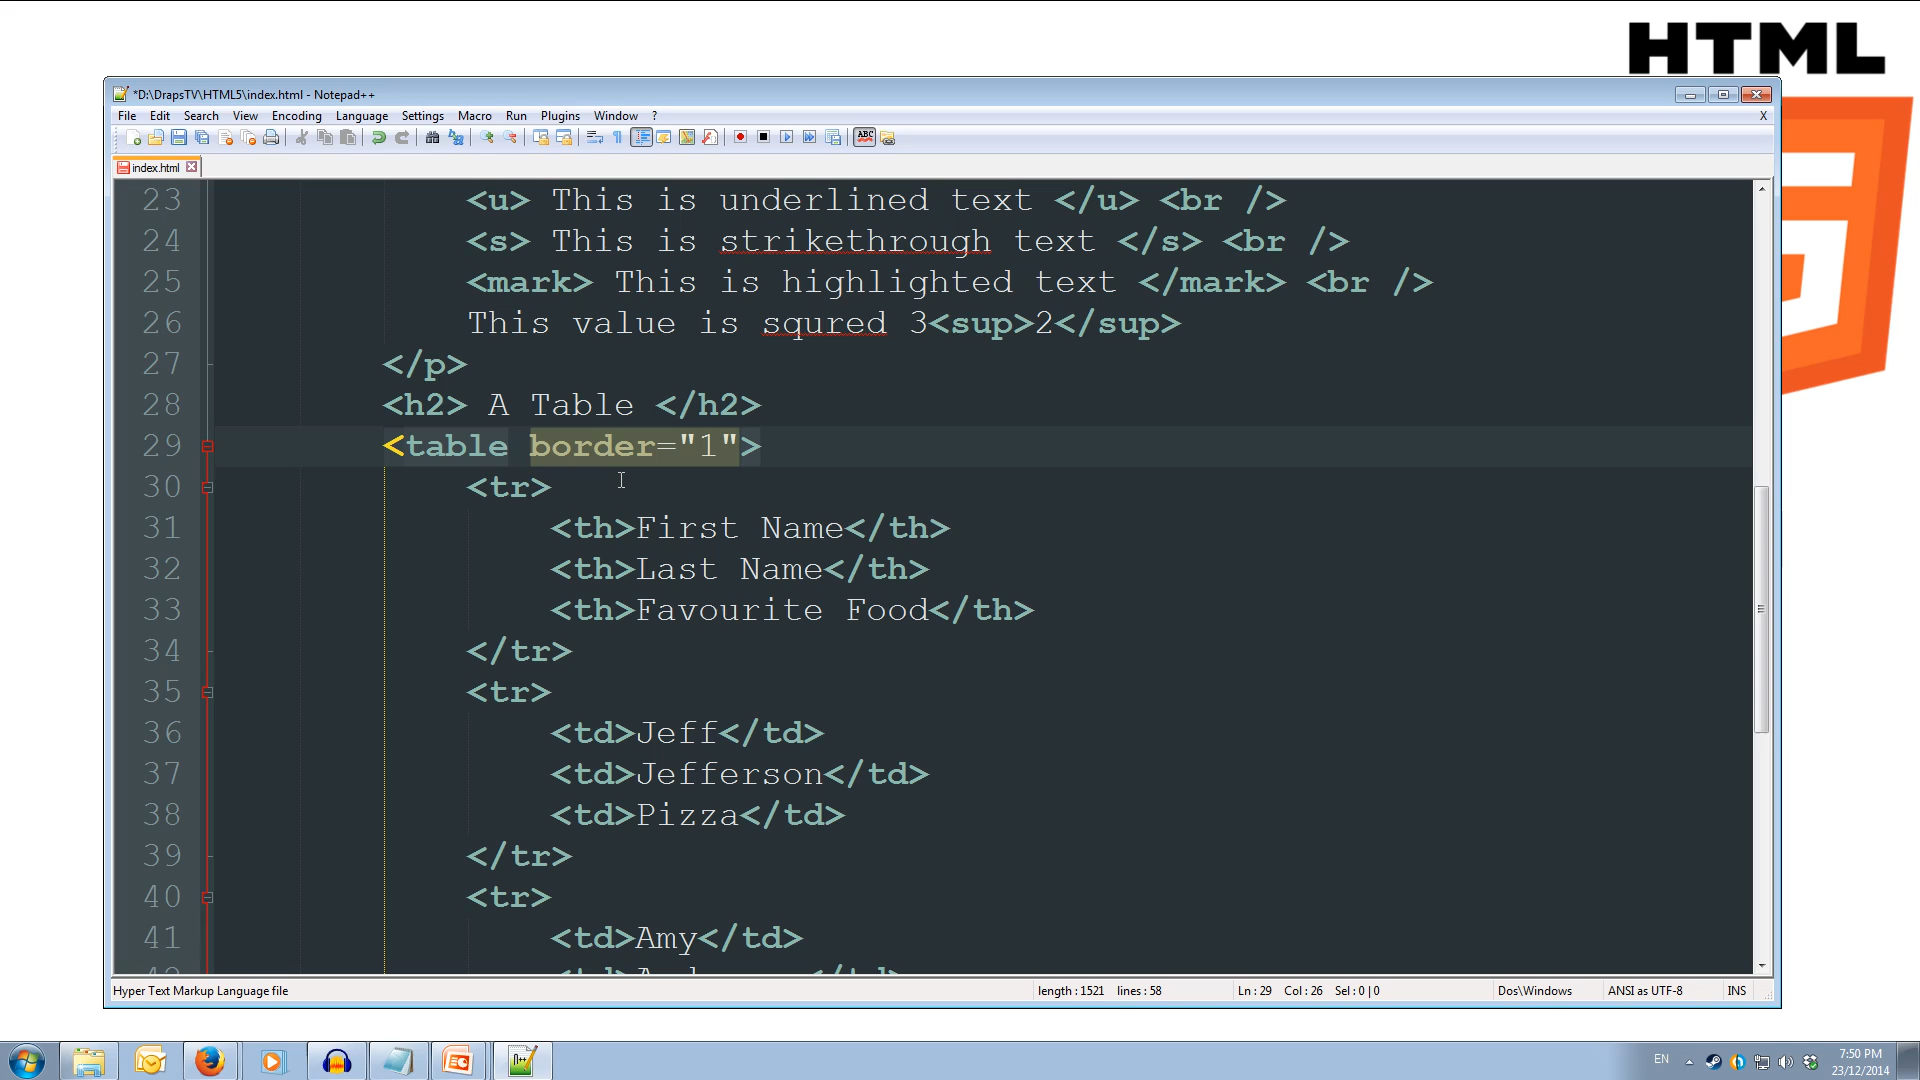 HTML
*D:\DrapsTV\HTML5\index.html - Notepad++
File Edit Search View Encoding Language Settings Macro Run Plugins Window ? X
ABC
index.html
23 <u> This is underlined text </u> <br />
24 <s> This is strikethrough text </s> <br />
25 <mark> This is highlighted text </mark> <br />
26 This value is squred 3<sup>2</sup>
27 </p>
28 <h2> A Table </h2>
29 <table border="1">
30 <tr>
31 <th>First Name</th>
32 <th>Last Name</th>
33 <th>Favourite Food</th>
34 </tr>
35 <tr>
36 <td>Jeff</td>
37 <td>Jefferson</td>
38 <td>Pizza</td>
39 </tr>
40 <tr>
41 <td>Amy</td>
Hyper Text Markup Language file length : 1521 lines : 58 Ln : 29 Col : 26 Sel : 0 | 0 Dos\Windows ANSI as UTF-8 INS
EN 7:50 PM
23/12/2014